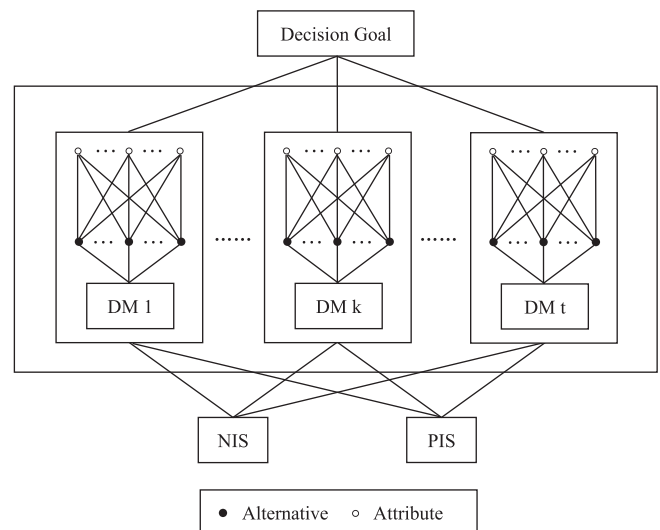 Decision Goal
... ... ... ... ... ...
...... ......
... ... ... ... ... ...
DM 1 DM k DM t
NIS PIS
Alternative Attribute